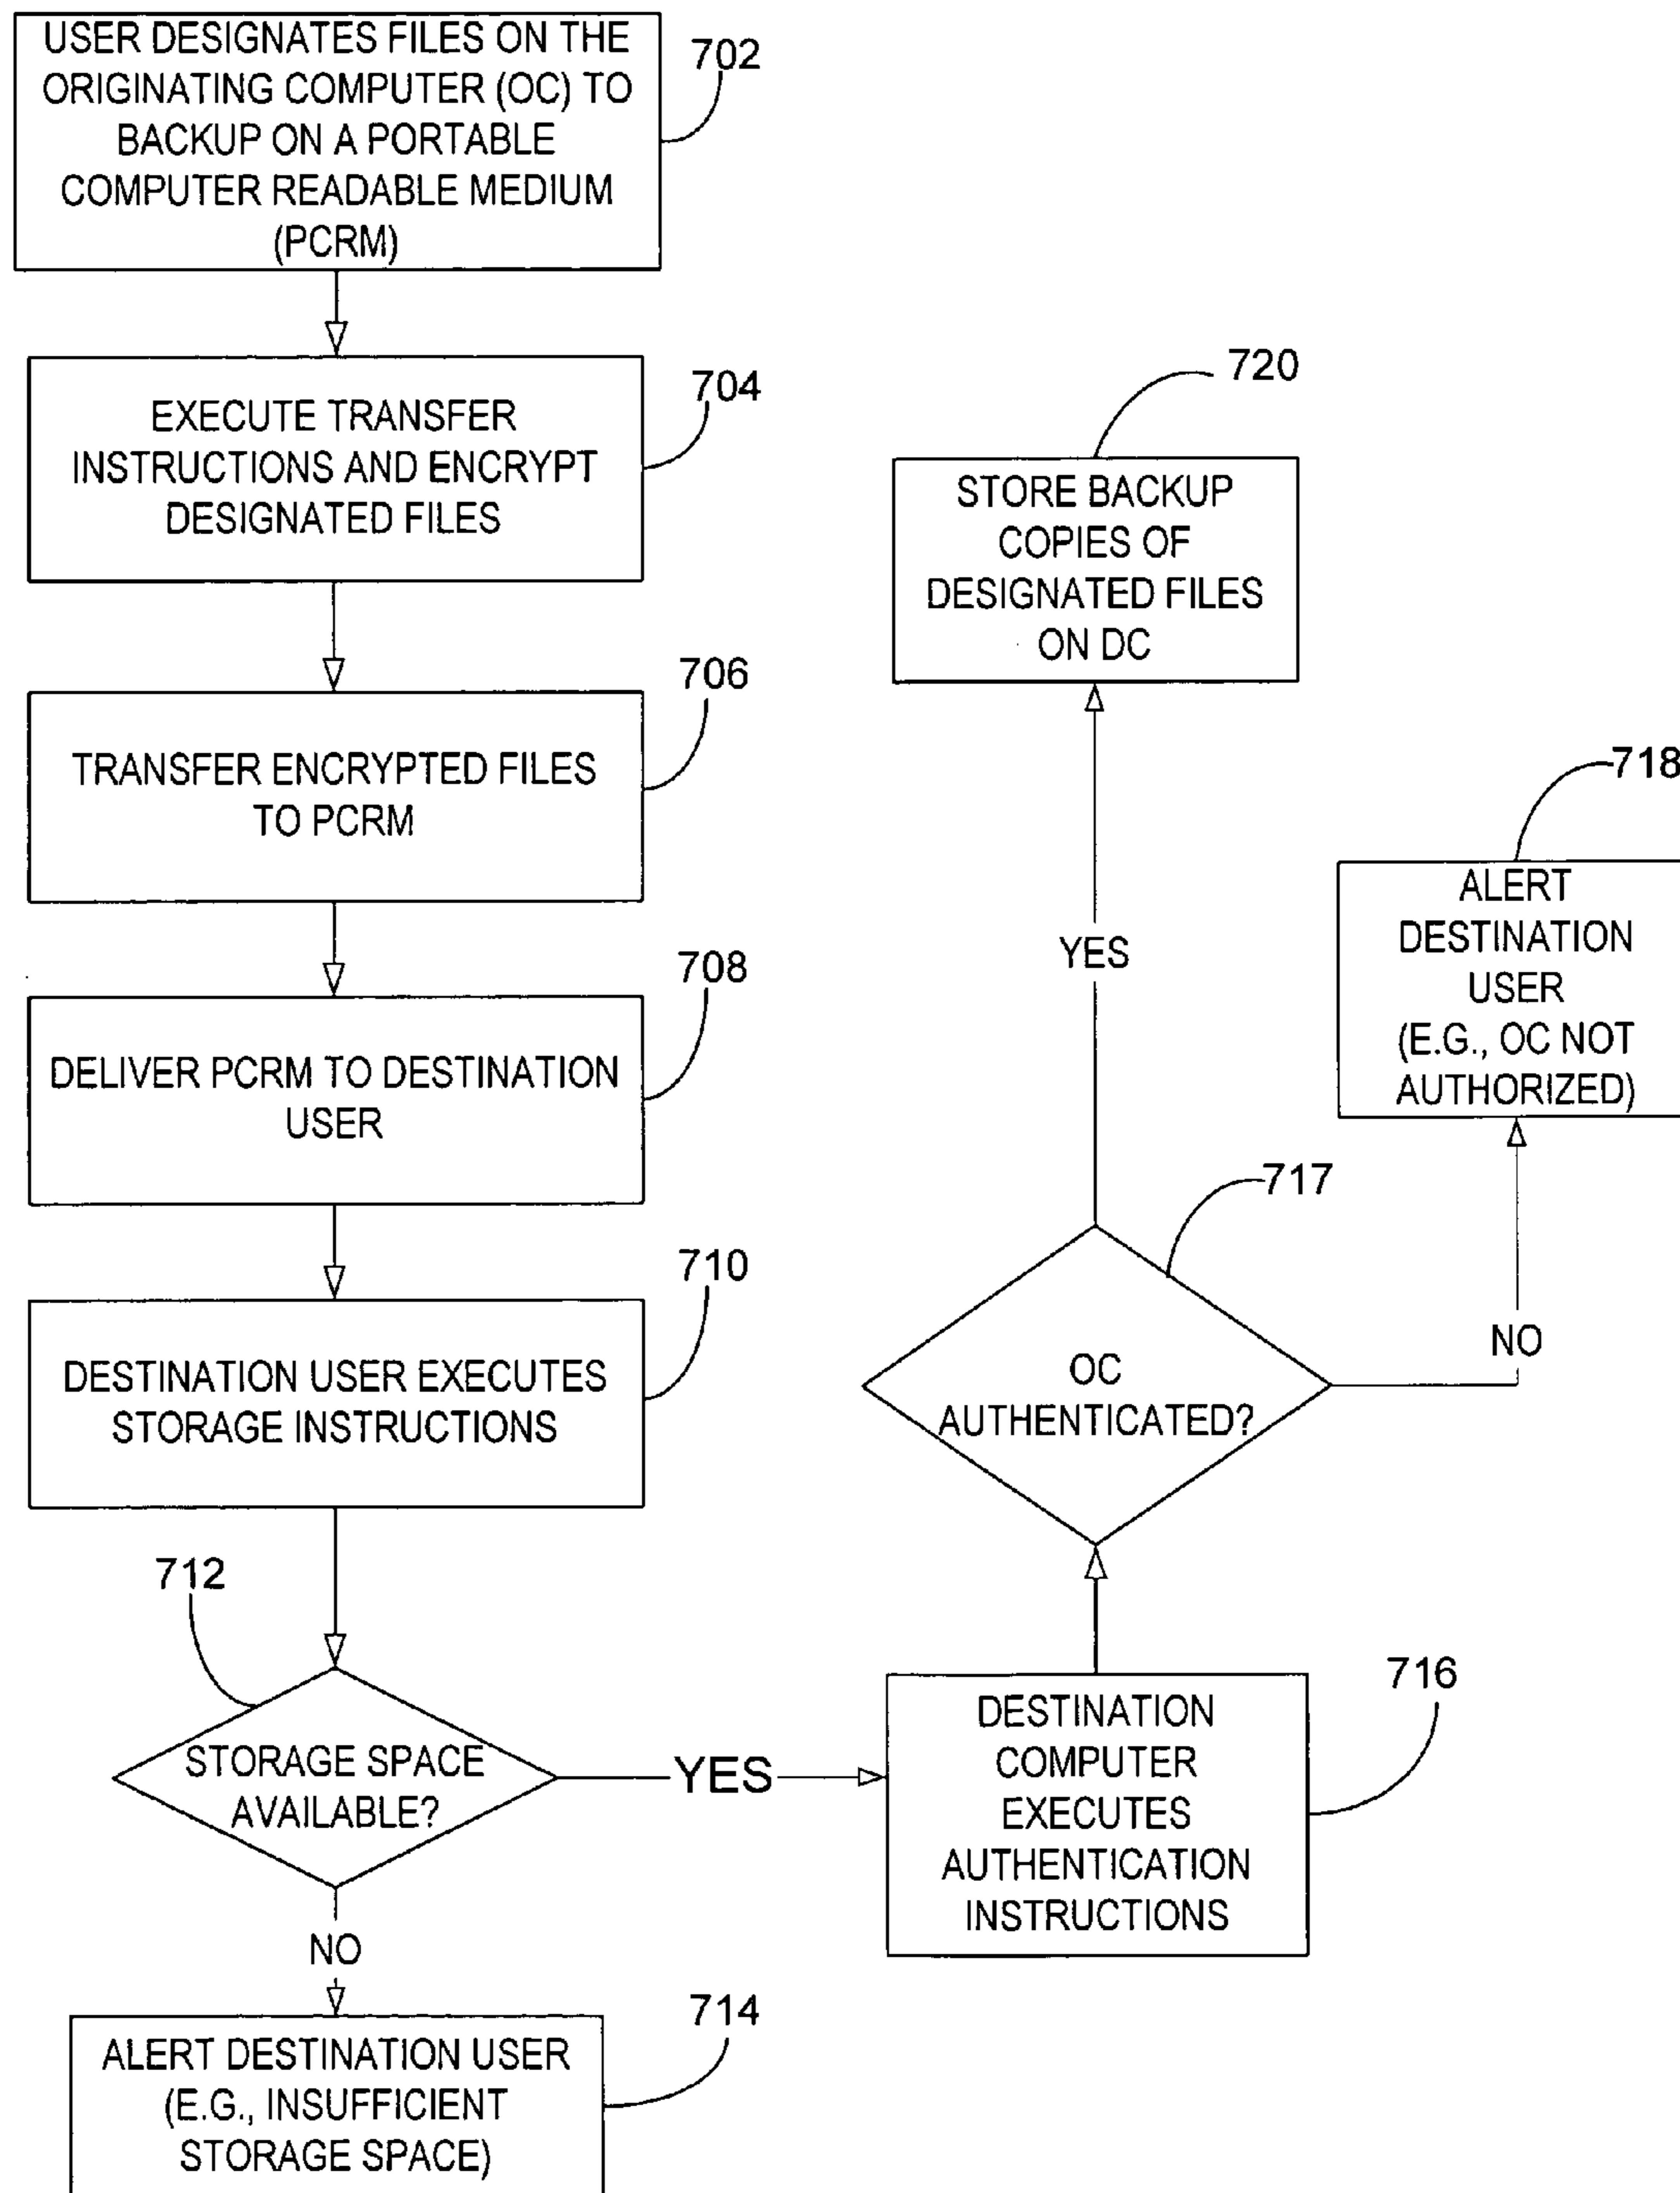 USER DESIGNATES FILES ON THE
ORIGINATING COMPUTER (OC) TO
BACKUP ON A PORTABLE
COMPUTER READABLE MEDIUM
(PCRM)
702
EXECUTE TRANSFER
INSTRUCTIONS AND ENCRYPT
DESIGNATED FILES
704
TRANSFER ENCRYPTED FILES
TO PCRM
706
DELIVER PCRM TO DESTINATION
USER
708
DESTINATION USER EXECUTES
STORAGE INSTRUCTIONS
710
712
STORAGE SPACE
AVAILABLE?
YES
NO
ALERT DESTINATION USER
(E.G., INSUFFICIENT
STORAGE SPACE)
714
DESTINATION
COMPUTER
EXECUTES
AUTHENTICATION
INSTRUCTIONS
716
OC
AUTHENTICATED?
717
NO
ALERT
DESTINATION
USER
(E.G., OC NOT
AUTHORIZED)
718
YES
STORE BACKUP
COPIES OF
DESIGNATED FILES
ON DC
720